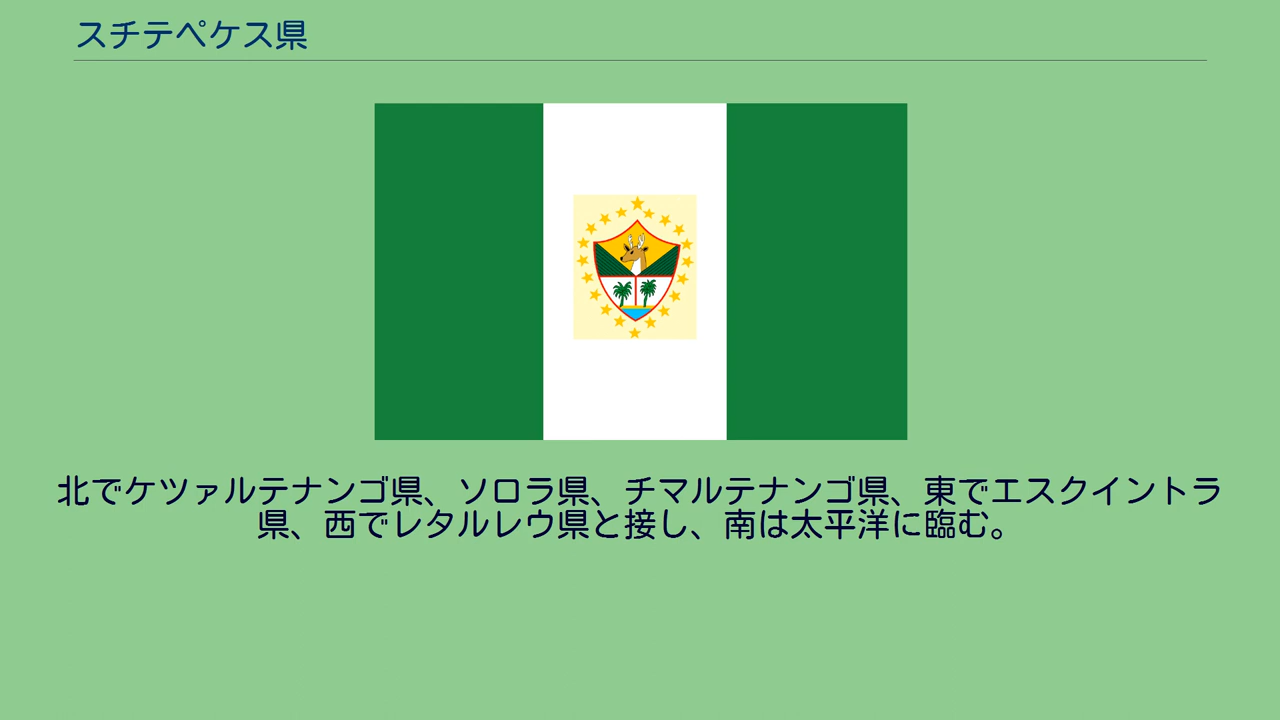 スチテペケス県
北でケツァルテナンゴ県、ソロラ県、チマルテナンゴ県、東でエスクイントラ
県、西でレタルレウ県と接し、南は太平洋に臨む。